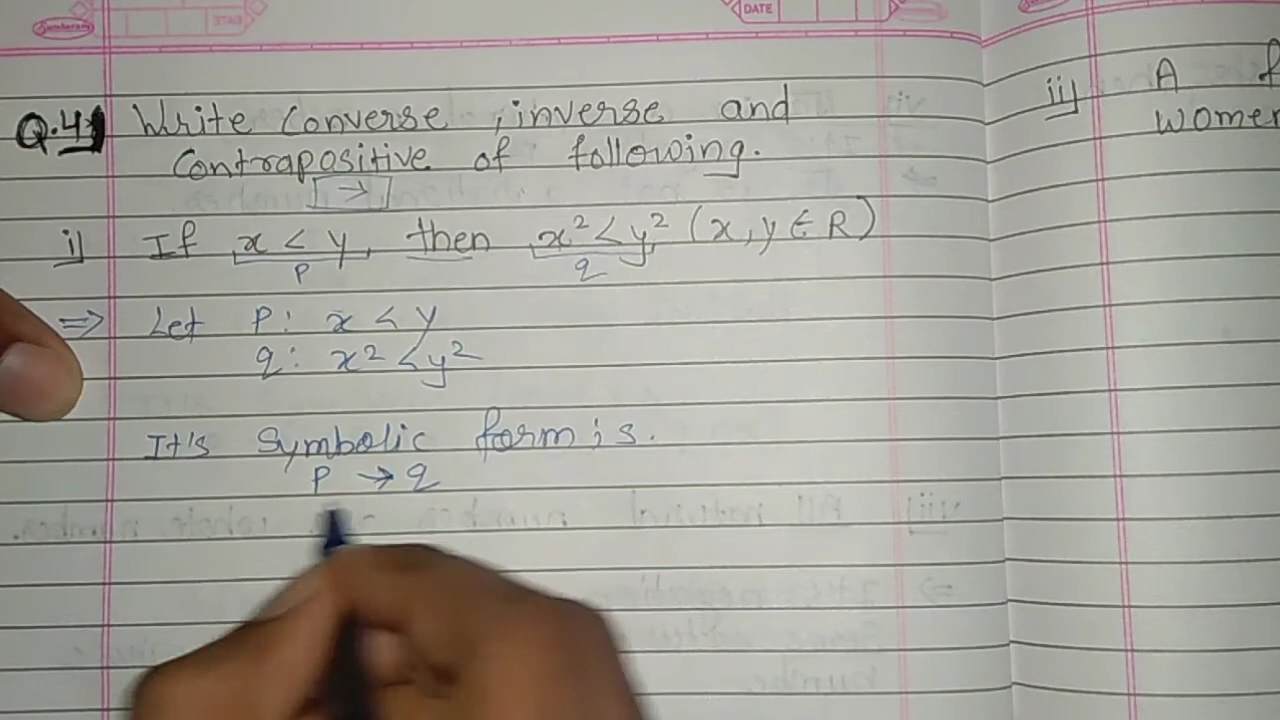 DATE
Sundaram
Q.4] Write Converse, inverse and
Contrapositive of following.
→
i] If x < y, then x² < y² (x, y ∈ R)
p q
⇒ Let p: x < y
q: x² < y²
It's Symbolic form is.
p → q
ii] A
women